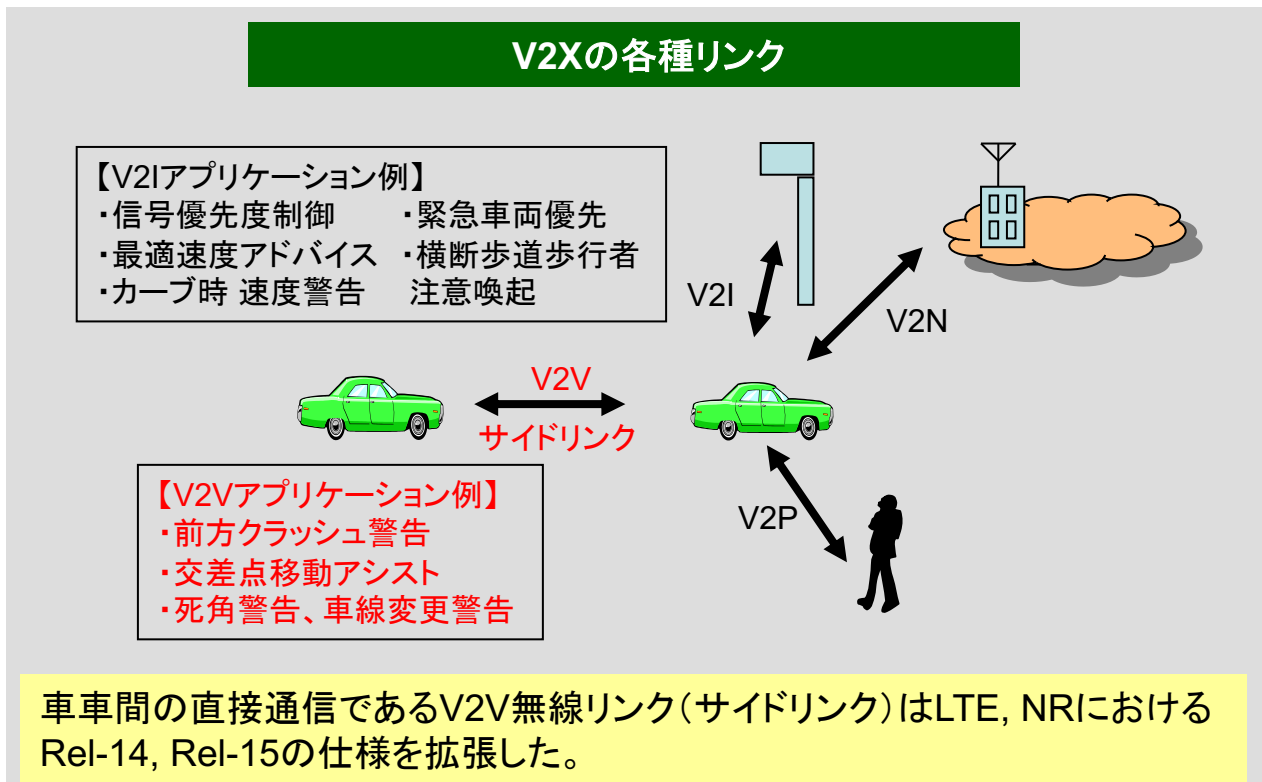 V2Xの各種リンク
【V2Iアプリケーション例】
・信号優先度制御 ・緊急車両優先
・最適速度アドバイス ・横断歩道歩行者
・カーブ時 速度警告 注意喚起
V2I
V2N
V2V
サイドリンク
【V2Vアプリケーション例】
・前方クラッシュ警告
・交差点移動アシスト
・死角警告、車線変更警告
V2P
車車間の直接通信であるV2V無線リンク（サイドリンク）はLTE, NRにおける
Rel-14, Rel-15の仕様を拡張した。